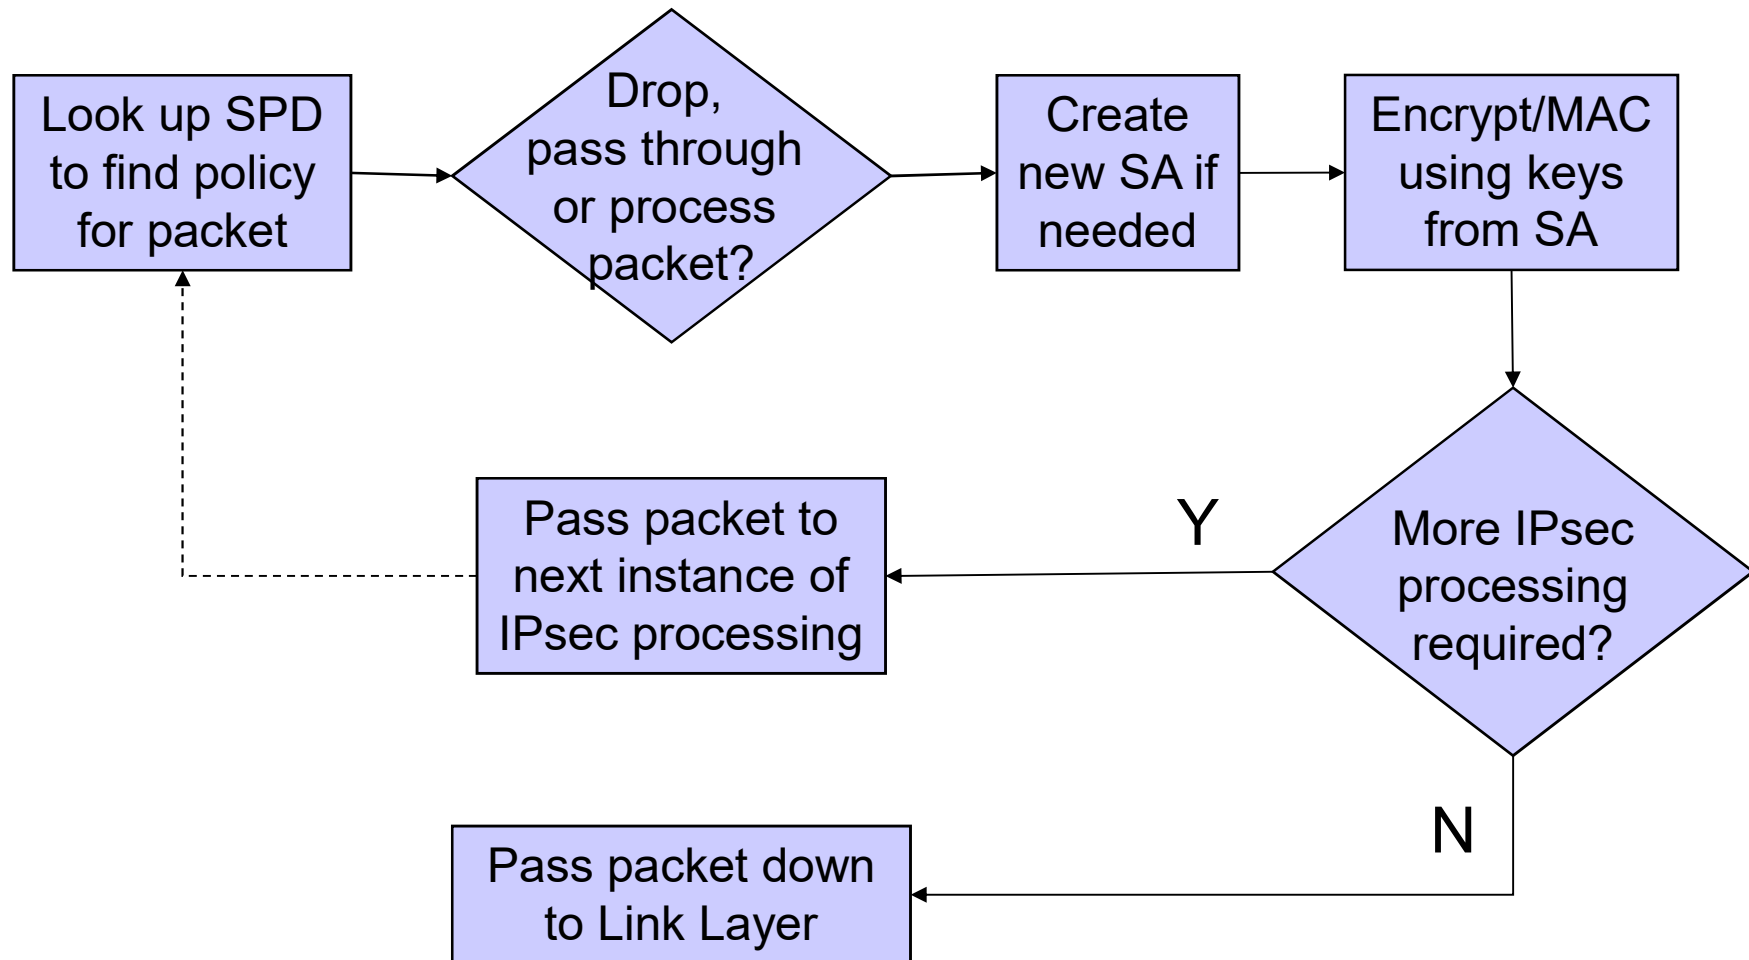 Look up SPD
to find policy
for packet
Drop,
pass through
or process
packet?
Create
new SA if
needed
Encrypt/MAC
using keys
from SA
More IPsec
processing
required?
Y
Pass packet to
next instance of
IPsec processing
N
Pass packet down
to Link Layer